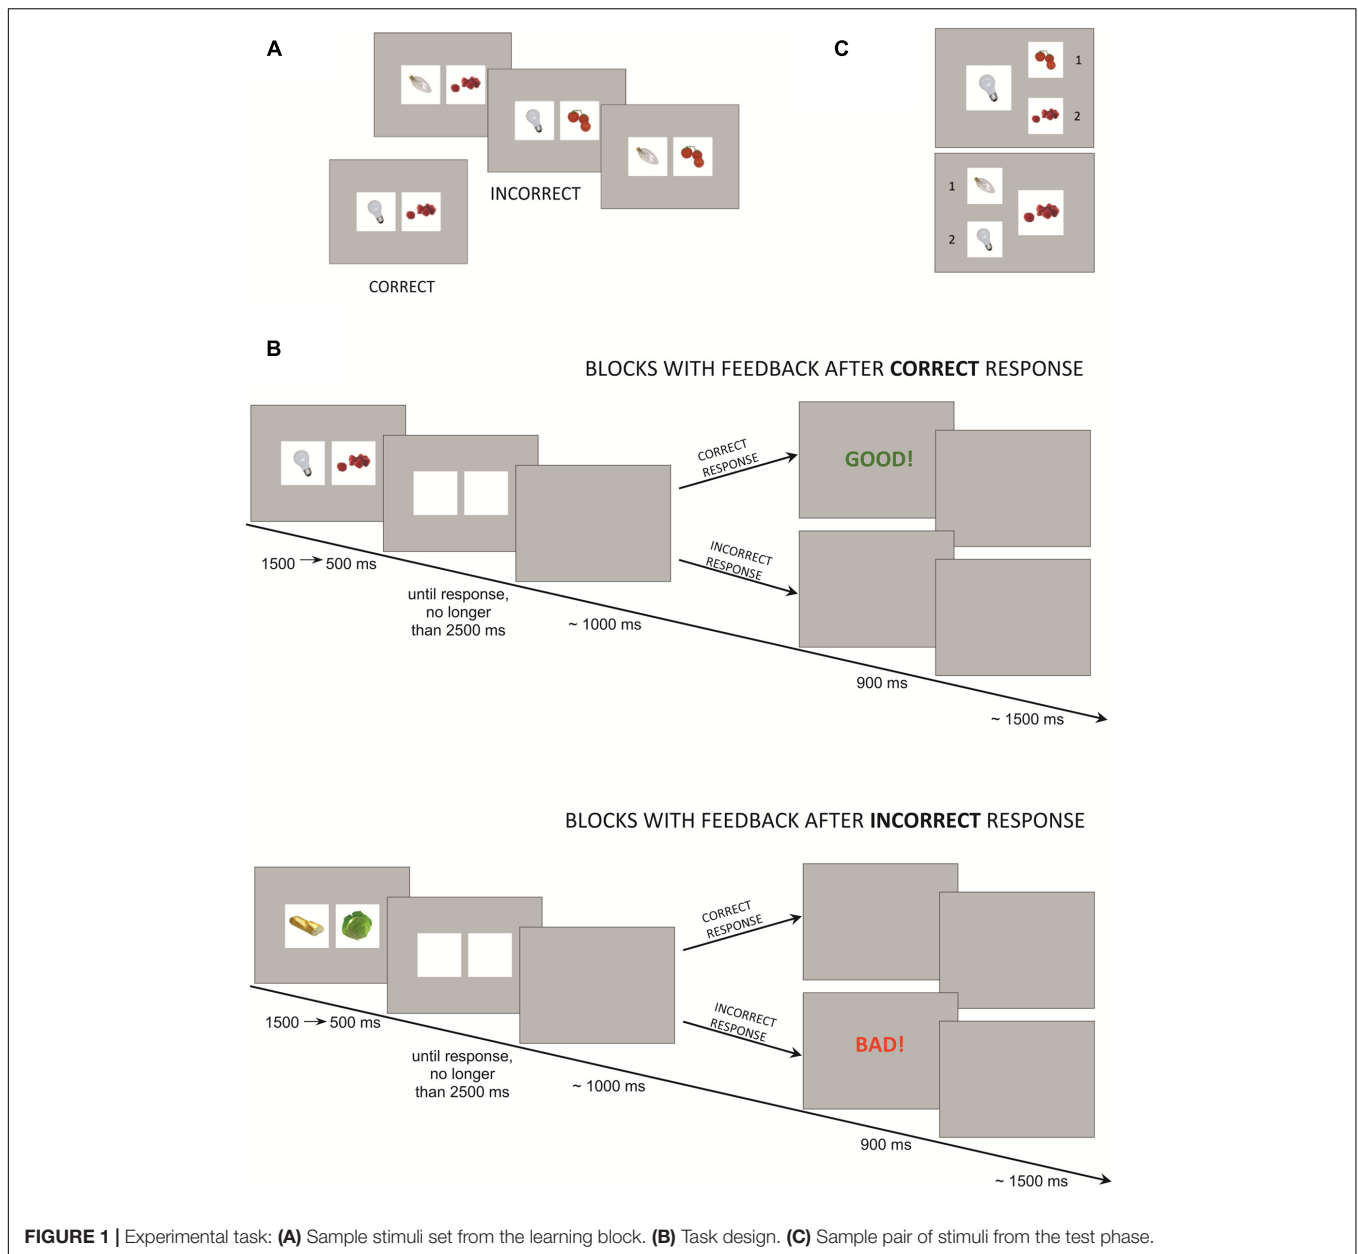 A
INCORRECT
CORRECT
C
1
2
1
2
B
BLOCKS WITH FEEDBACK AFTER CORRECT RESPONSE
CORRECT
RESPONSE
GOOD!
INCORRECT
RESPONSE
1500 → 500 ms
until response,
no longer
than 2500 ms
~ 1000 ms
900 ms
~ 1500 ms
BLOCKS WITH FEEDBACK AFTER INCORRECT RESPONSE
CORRECT
RESPONSE
INCORRECT
RESPONSE
BAD!
1500 → 500 ms
until response,
no longer
than 2500 ms
~ 1000 ms
900 ms
~ 1500 ms
FIGURE 1 | Experimental task: (A) Sample stimuli set from the learning block. (B) Task design. (C) Sample pair of stimuli from the test phase.